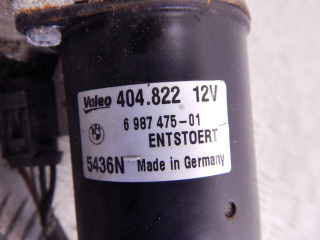 Valeo 404.822 12V
6 987 475-01
ENTSTOERT
5436N Made in Germany